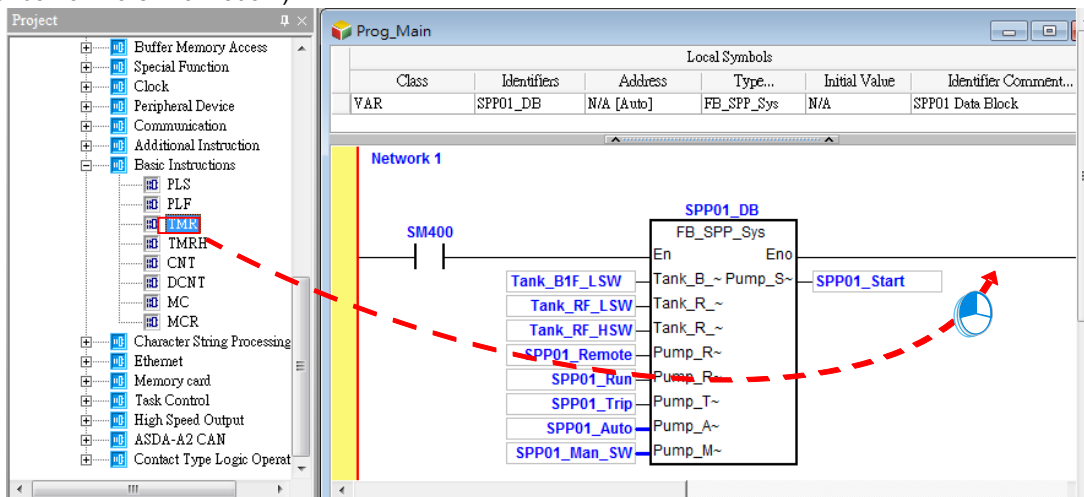 Project
Buffer Memory Access
Special Function
Clock
Peripheral Device
Communication
Additional Instruction
Basic Instructions
PLS
PLF
TMR
TMRH
CNT
DCNT
MC
MCR
Character String Processing
Ethernet
Memory card
Task Control
High Speed Output
ASDA-A2 CAN
Contact Type Logic Operat
Prog_Main
Local Symbols
Class Identifiers Address Type... Initial Value Identifier Comment...
VAR SPP01_DB N/A [Auto] FB_SPP_Sys N/A SPP01 Data Block
Network 1
SPP01_DB
SM400 FB_SPP_Sys
En Eno
Tank_B1F_LSW Tank_B_~ Pump_S~ SPP01_Start
Tank_RF_LSW Tank_R_~
Tank_RF_HSW Tank_R_~
SPP01_Remote Pump_R~
SPP01_Run Pump_R~
SPP01_Trip Pump_T~
SPP01_Auto Pump_A~
SPP01_Man_SW Pump_M~